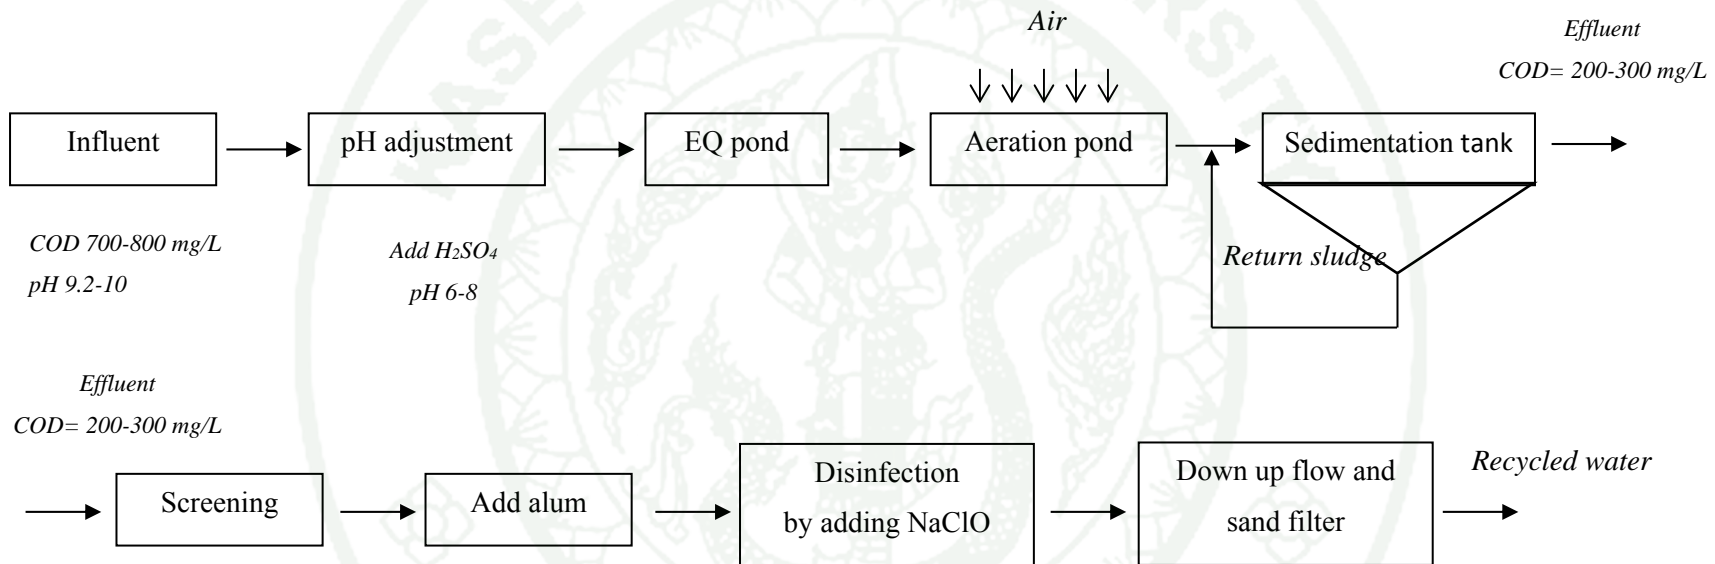 Air
Effluent
COD= 200-300 mg/L
Influent
pH adjustment
EQ pond
Aeration pond
Sedimentation tank
COD 700-800 mg/L
pH 9.2-10
Add H₂SO₄
pH 6-8
Return sludge
Effluent
COD= 200-300 mg/L
Screening
Add alum
Disinfection
by adding NaClO
Down up flow and
sand filter
Recycled water